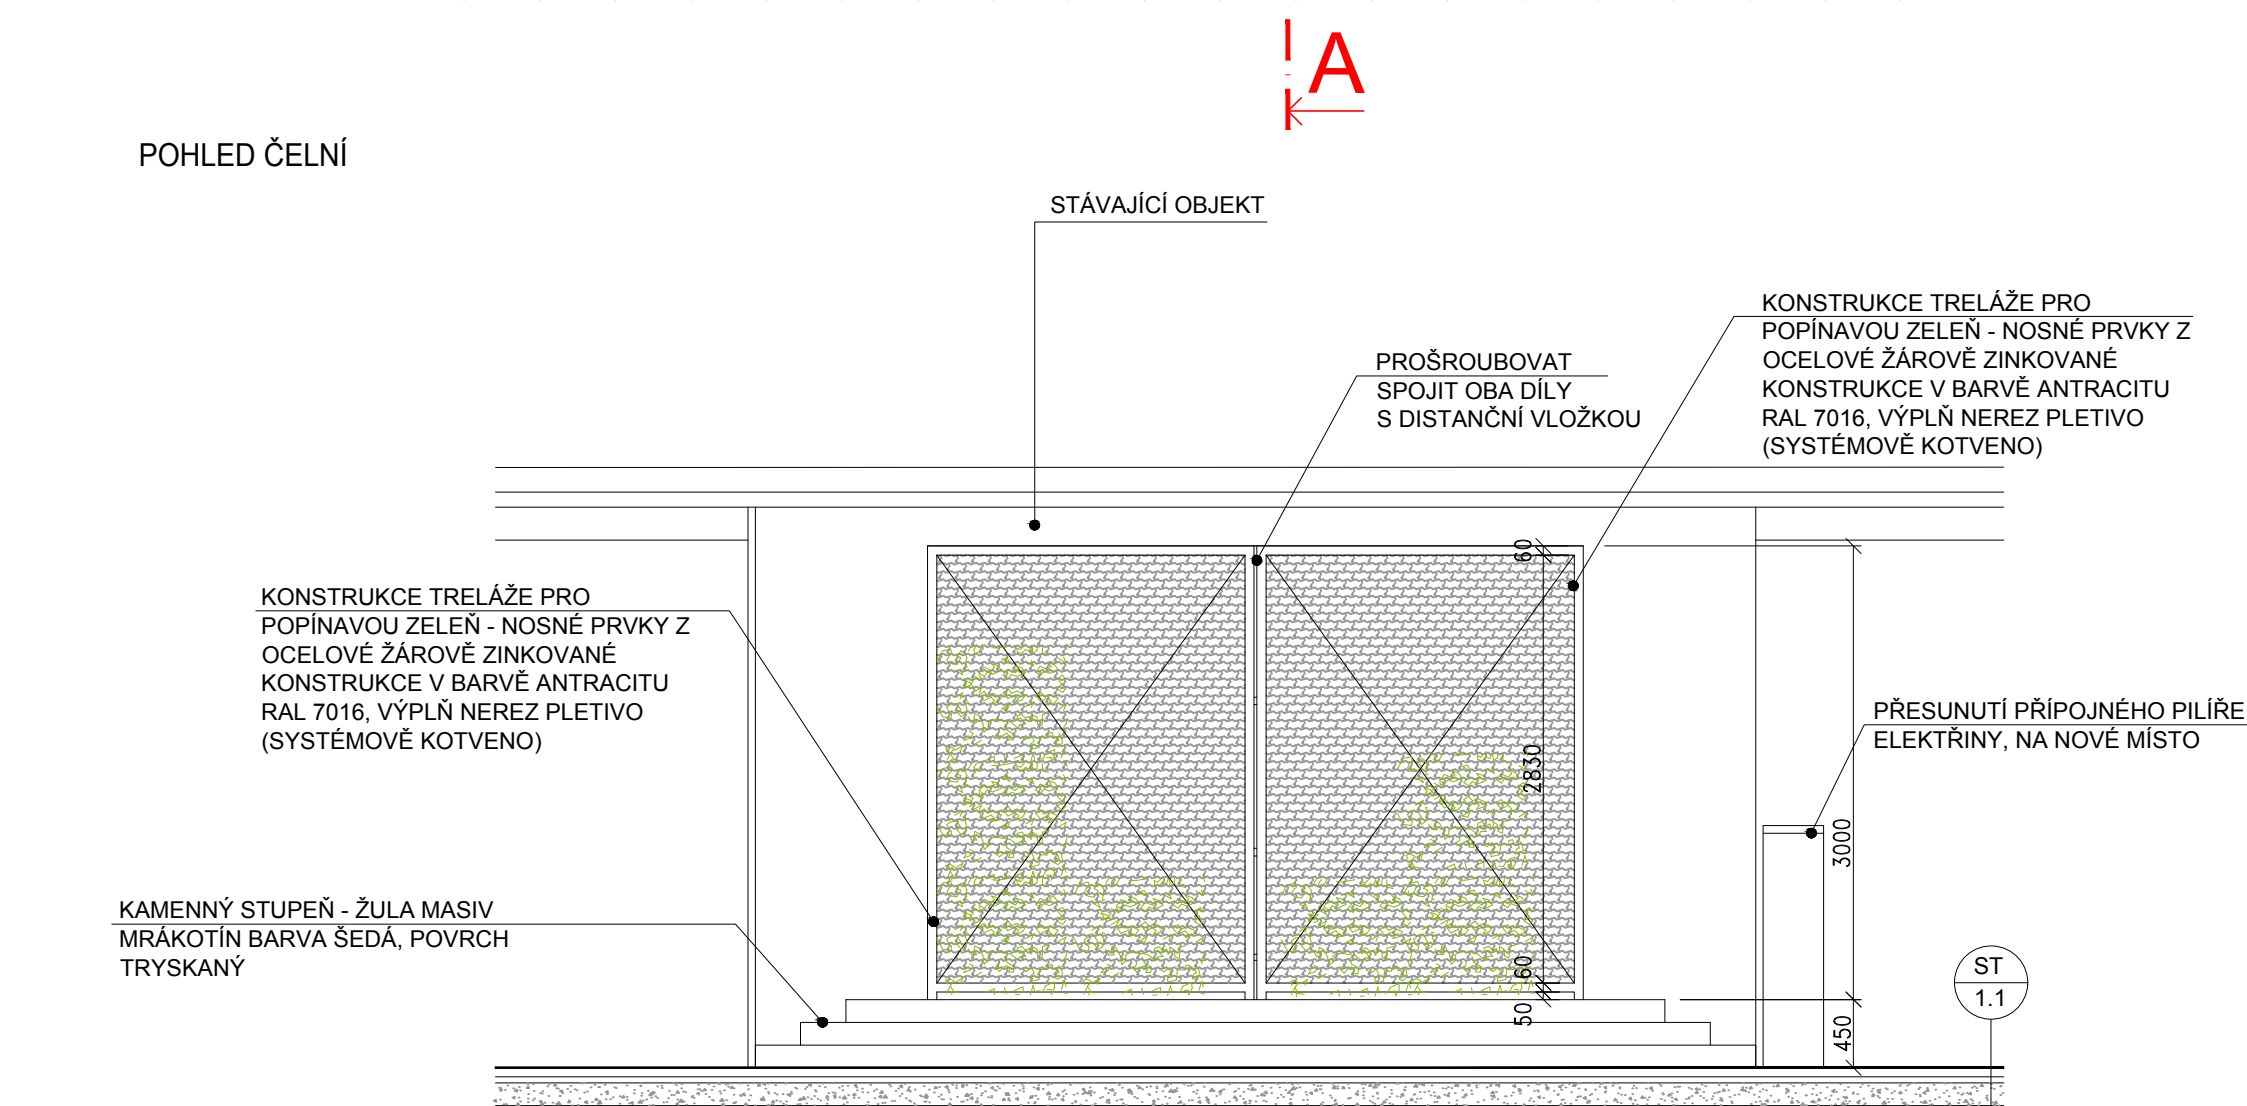 A
POHLED ČELNÍ
STÁVAJÍCÍ OBJEKT
KONSTRUKCE TRELÁŽE PRO
POPÍNAVOU ZELEŇ - NOSNÉ PRVKY Z
OCELOVÉ ŽÁROVĚ ZINKOVANÉ
KONSTRUKCE V BARVĚ ANTRACITU
RAL 7016, VÝPLŇ NEREZ PLETIVO
(SYSTÉMOVĚ KOTVENO)
PROŠROUBOVAT
SPOJIT OBA DÍLY
S DISTANČNÍ VLOŽKOU
60
KONSTRUKCE TRELÁŽE PRO
POPÍNAVOU ZELEŇ - NOSNÉ PRVKY Z
OCELOVÉ ŽÁROVĚ ZINKOVANÉ
KONSTRUKCE V BARVĚ ANTRACITU
RAL 7016, VÝPLŇ NEREZ PLETIVO
(SYSTÉMOVĚ KOTVENO)
PŘESUNUTÍ PŘÍPOJNÉHO PILÍŘE
ELEKTŘINY, NA NOVÉ MÍSTO
2830
3000
KAMENNÝ STUPEŇ - ŽULA MASIV
MRÁKOTÍN BARVA ŠEDÁ, POVRCH
TRYSKANÝ
60
50
450
ST
1.1